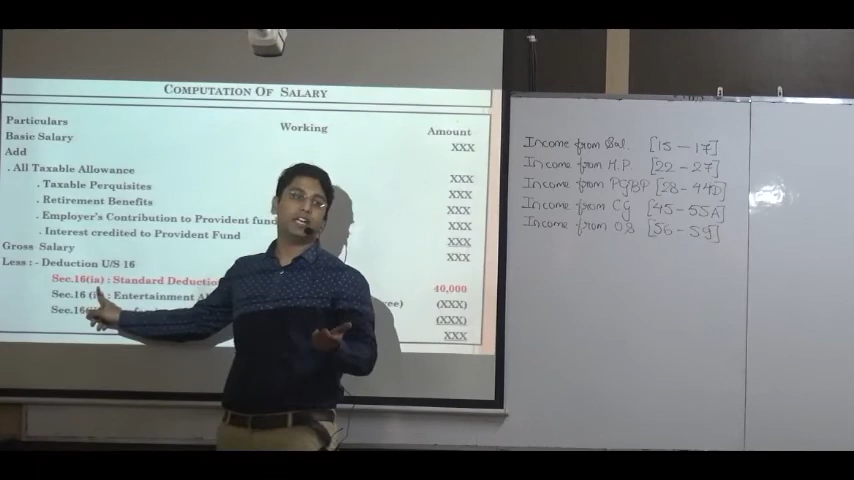 COMPUTATION OF SALARY
Particulars Working Amount
Basic Salary XXX
Add
. All Taxable Allowance XXX
. Taxable Perquisites XXX
. Retirement Benefits XXX
. Employer's Contribution to Provident fund XXX
. Interest credited to Provident Fund XXX
Gross Salary XXX
Less : - Deduction U/S 16
Sec.16(ia) : Standard Deduction 40,000
Sec.16 : Entertainment (XXX)
Sec.16 (XXX)
XXX
Income from Sal. [15 - 17]
Income from H.P. [22 - 27]
Income from PGBP [28 - 44D]
Income from CG [45 - 55A]
Income from OS [56 - 59]